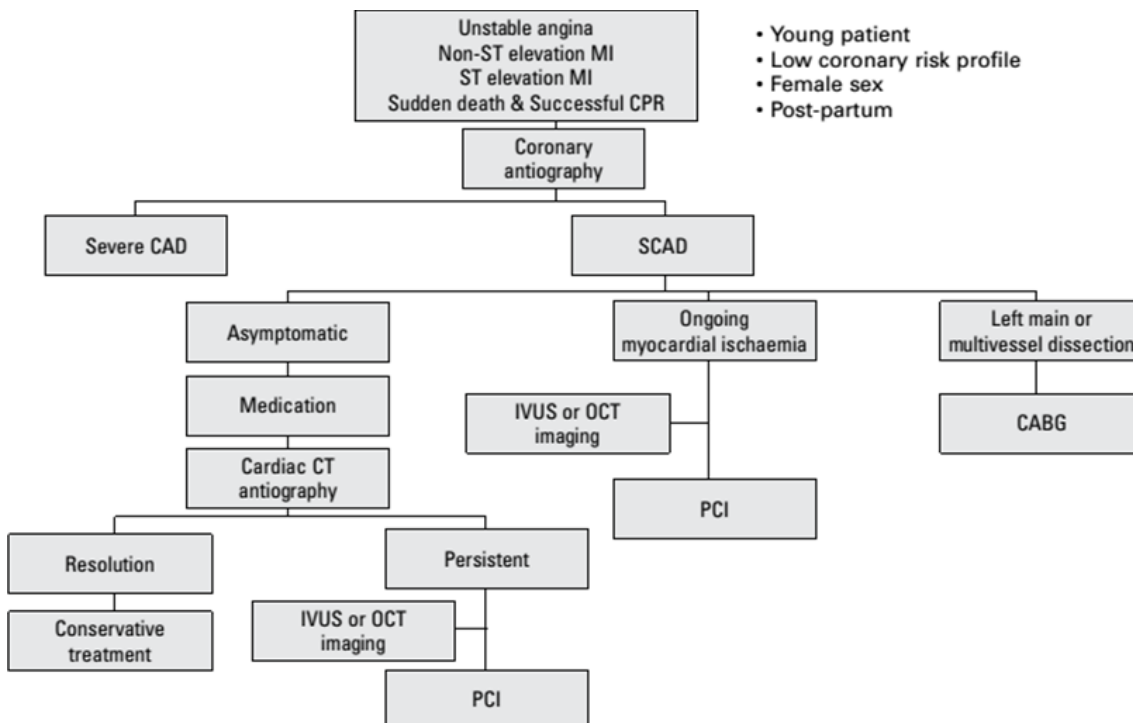 Unstable angina
Non-ST elevation MI
ST elevation MI
Sudden death & Successful CPR
• Young patient
• Low coronary risk profile
• Female sex
• Post-partum
Coronary
antiography
Severe CAD
SCAD
Asymptomatic
Ongoing
myocardial ischaemia
Left main or
multivessel dissection
Medication
IVUS or OCT
imaging
CABG
Cardiac CT
antiography
PCI
Resolution
Persistent
Conservative
treatment
IVUS or OCT
imaging
PCI